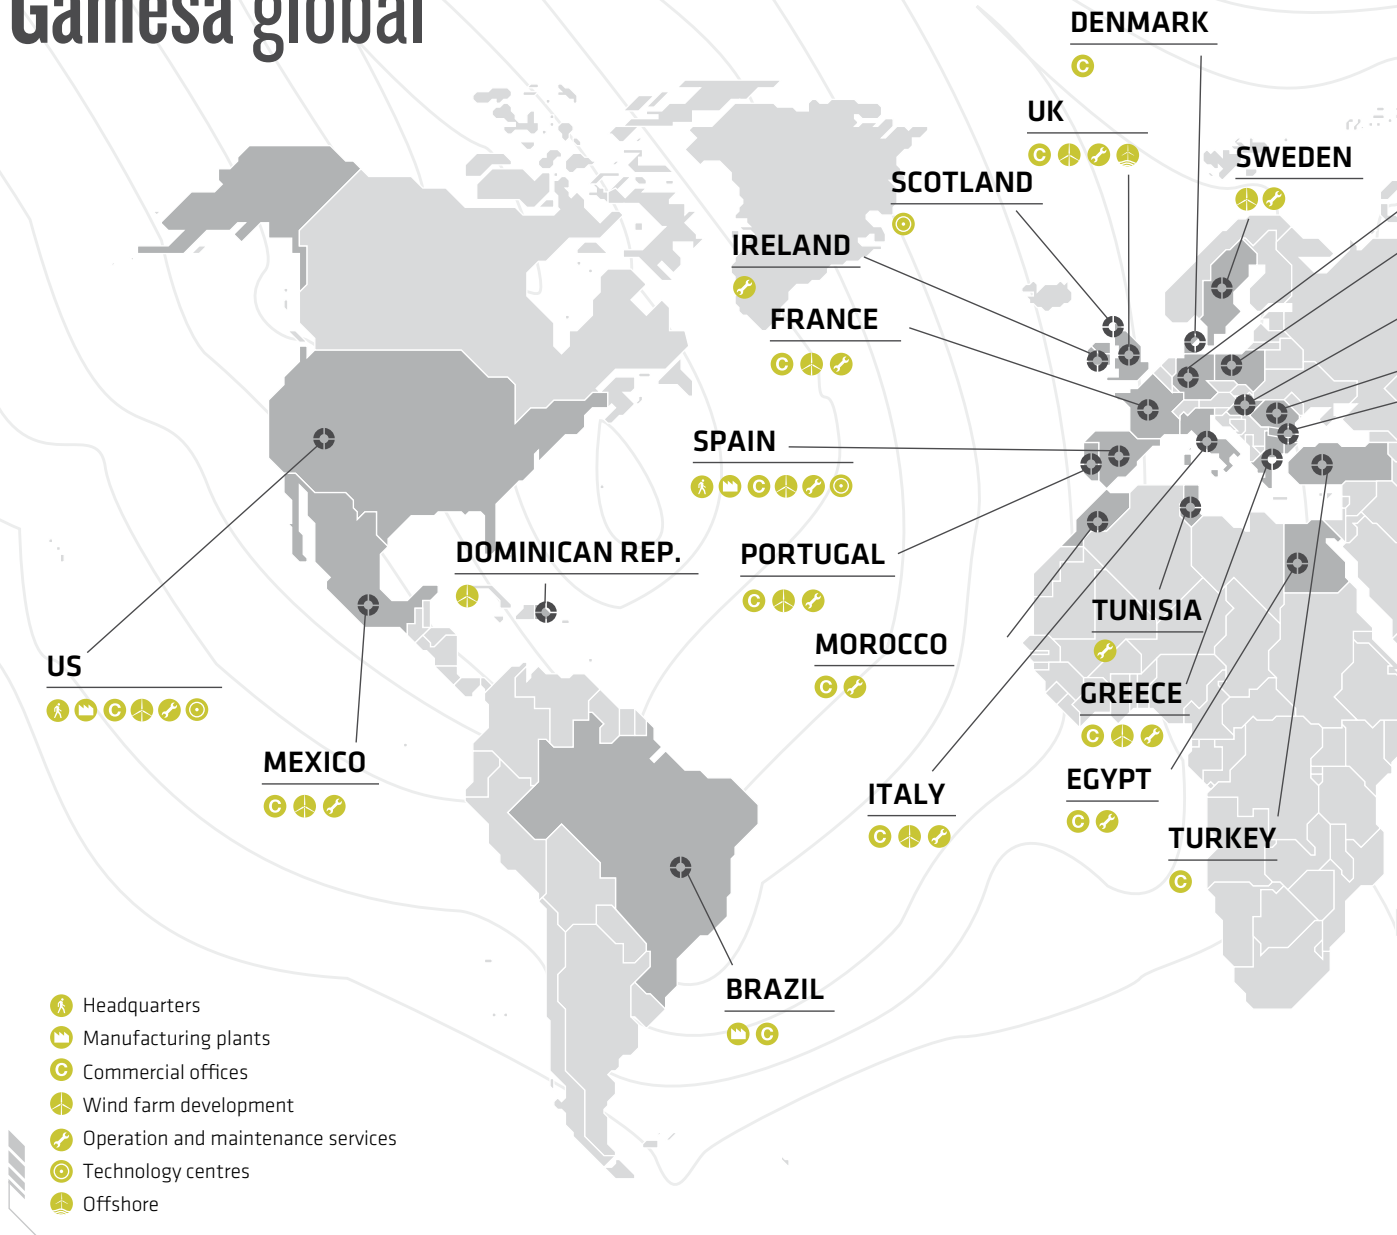 Gamesa global
DENMARK
UK
SWEDEN
SCOTLAND
IRELAND
FRANCE
SPAIN
DOMINICAN REP.
PORTUGAL
TUNISIA
MOROCCO
US
GREECE
MEXICO
EGYPT
ITALY
TURKEY
BRAZIL
Headquarters
Manufacturing plants
C Commercial offices
Wind farm development
Operation and maintenance services
Technology centres
Offshore